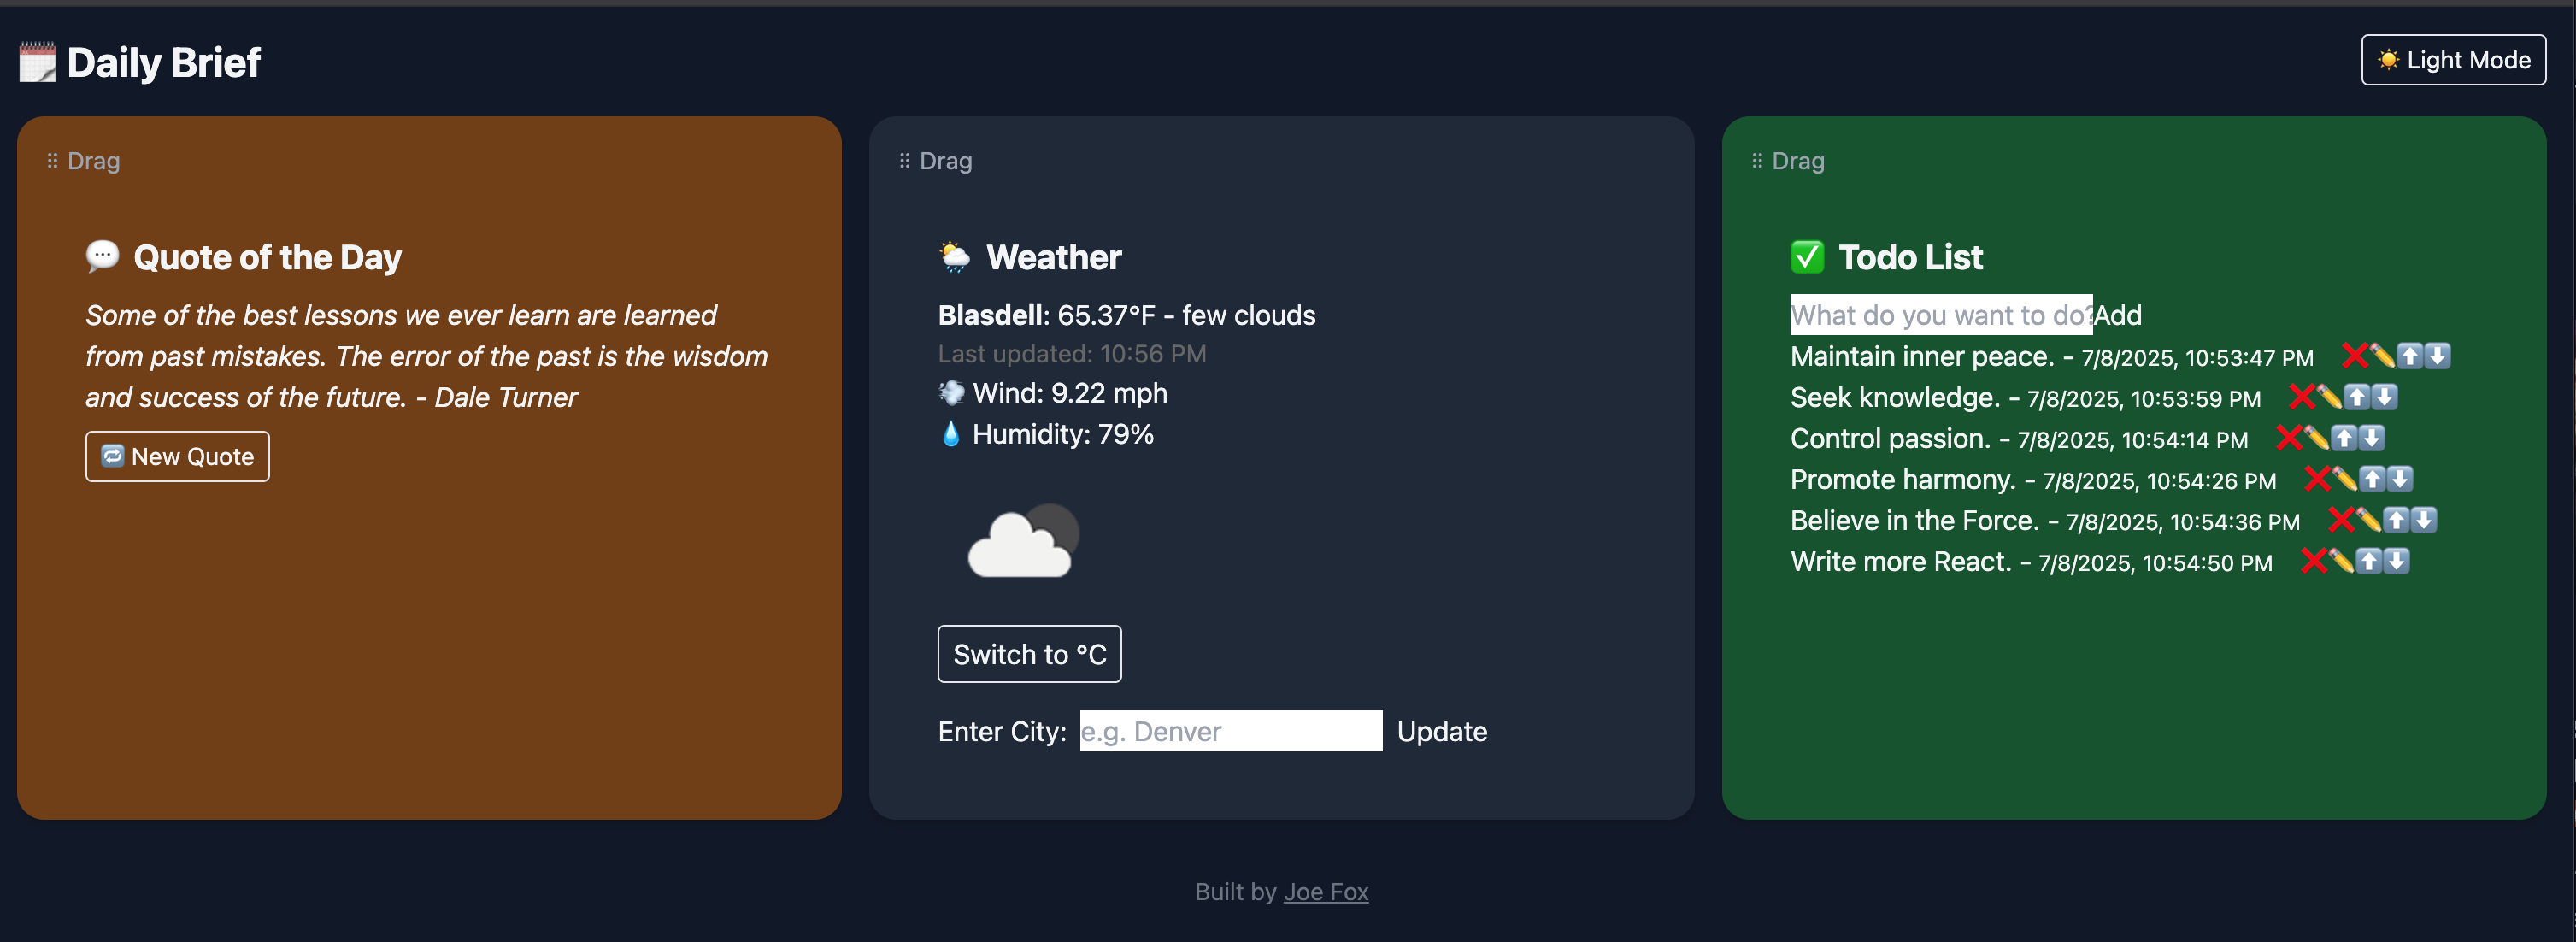 Daily Brief
Light Mode
Drag
Quote of the Day
Some of the best lessons we ever learn are learned
from past mistakes. The error of the past is the wisdom
and success of the future. - Dale Turner
New Quote
Drag
Weather
Blasdell: 65.37°F - few clouds
Last updated: 10:56 PM
Wind: 9.22 mph
Humidity: 79%
Switch to °C
Enter City: e.g. Denver Update
Drag
Todo List
What do you want to do? Add
Maintain inner peace. - 7/8/2025, 10:53:47 PM
Seek knowledge. - 7/8/2025, 10:53:59 PM
Control passion. - 7/8/2025, 10:54:14 PM
Promote harmony. - 7/8/2025, 10:54:26 PM
Believe in the Force. - 7/8/2025, 10:54:36 PM
Write more React. - 7/8/2025, 10:54:50 PM
Built by Joe Fox